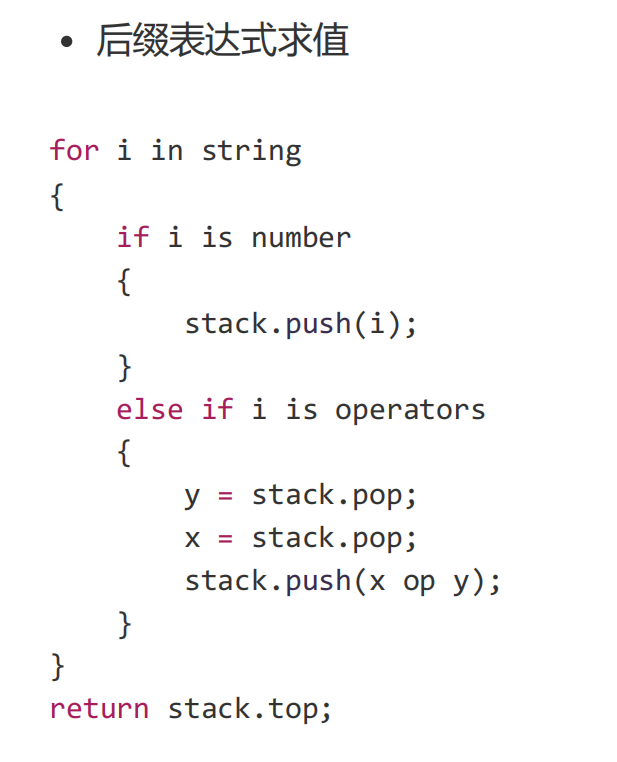 • 后缀表达式求值
for i in string
{
    if i is number
    {
        stack.push(i);
    }
    else if i is operators
    {
        y = stack.pop;
        x = stack.pop;
        stack.push(x op y);
    }
}
return stack.top;